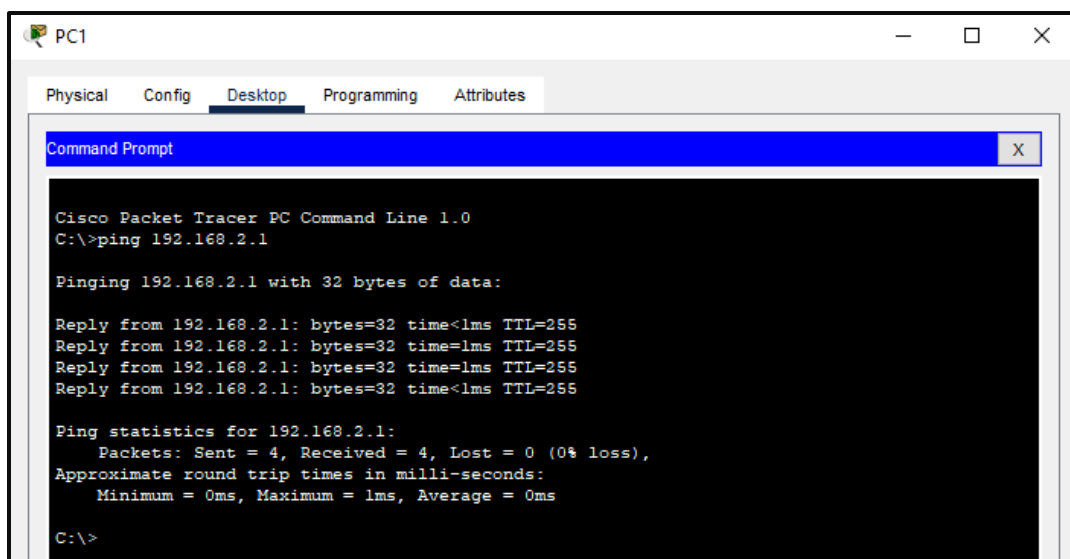 PC1
Physical Config Desktop Programming Attributes
Command Prompt
X
Cisco Packet Tracer PC Command Line 1.0
C:\>ping 192.168.2.1
Pinging 192.168.2.1 with 32 bytes of data:
Reply from 192.168.2.1: bytes=32 time<1ms TTL=255
Reply from 192.168.2.1: bytes=32 time=1ms TTL=255
Reply from 192.168.2.1: bytes=32 time=1ms TTL=255
Reply from 192.168.2.1: bytes=32 time<1ms TTL=255
Ping statistics for 192.168.2.1:
Packets: Sent = 4, Received = 4, Lost = 0 (0% loss),
Approximate round trip times in milli-seconds:
Minimum = 0ms, Maximum = 1ms, Average = 0ms
C:\>